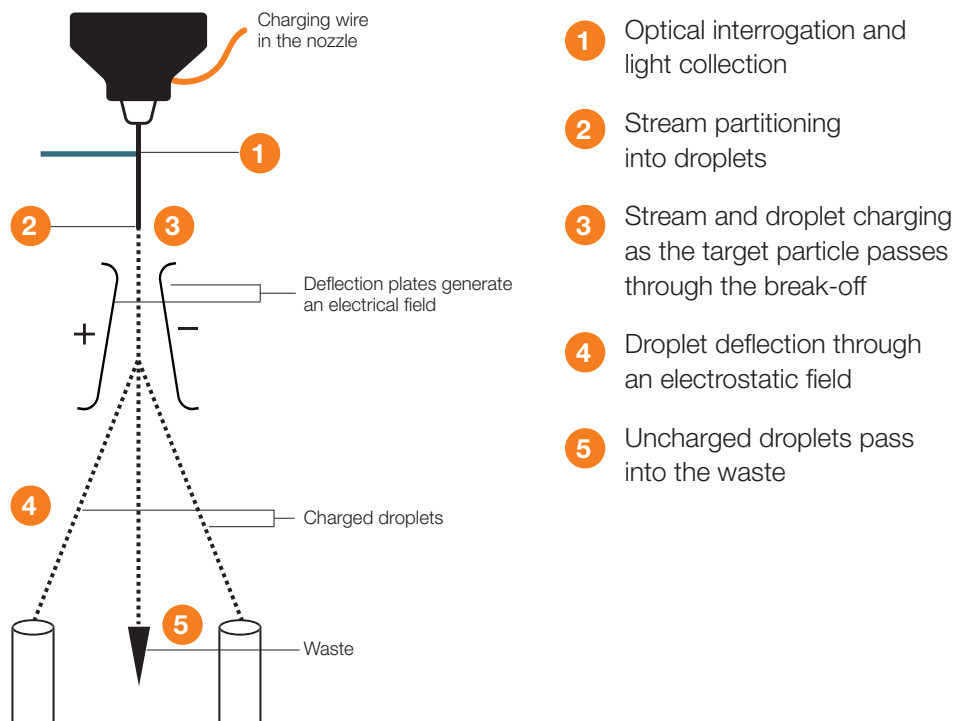 Charging wire
in the nozzle
1
2
3
Deflection plates generate
an electrical field
+
−
4
Charged droplets
5
Waste
1
Optical interrogation and
light collection
2
Stream partitioning
into droplets
3
Stream and droplet charging
as the target particle passes
through the break-off
4
Droplet deflection through
an electrostatic field
5
Uncharged droplets pass
into the waste